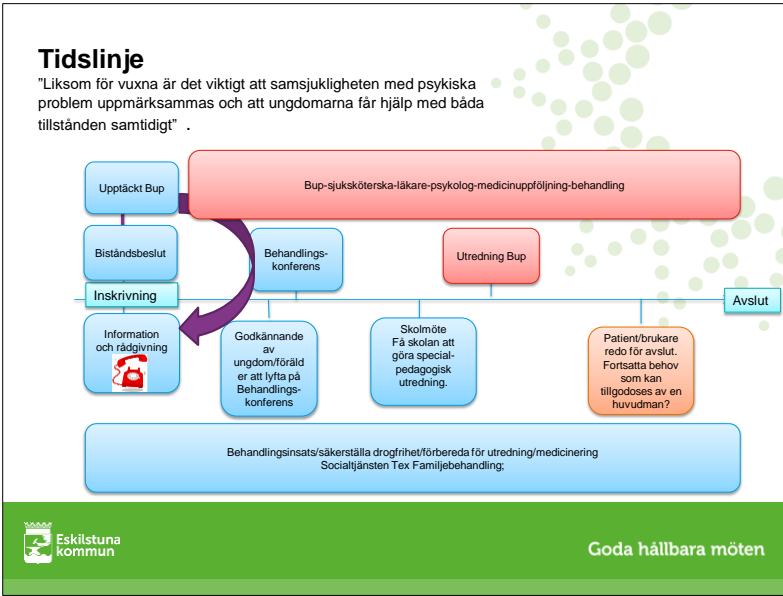 Tidslinje
”Liksom för vuxna är det viktigt att samsjukligheten med psykiska
problem uppmärksammas och att ungdomarna får hjälp med båda
tillstånden samtidigt” .
Upptäckt Bup
Bup-sjuksköterska-läkare-psykolog-medicinuppföljning-behandling
Biståndsbeslut
Behandlings-
konferens
Utredning Bup
Inskrivning
Avslut
Information
och rådgivning
Godkännande
av
ungdom/föräld
er att lyfta på
Behandlings-
konferens
Skolmöte
Få skolan att
göra special-
pedagogisk
utredning.
Patient/brukare
redo för avslut.
Fortsatta behov
som kan
tillgodoses av en
huvudman?
Behandlingsinsats/säkerställa drogfrihet/förbereda för utredning/medicinering
Socialtjänsten Tex Familjebehandling;
Eskilstuna
kommun
Goda hållbara möten